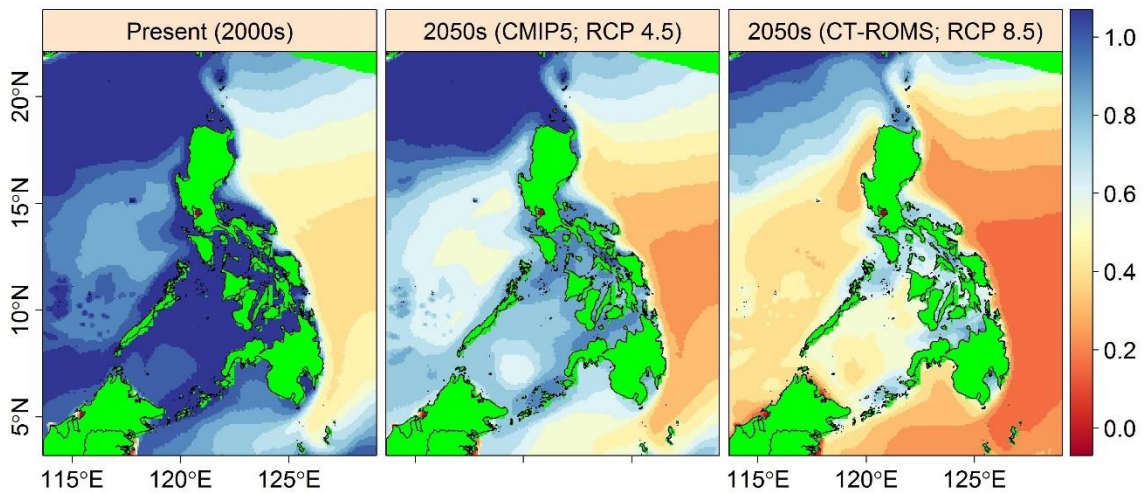 Present (2000s)
2050s (CMIP5; RCP 4.5)
2050s (CT-ROMS; RCP 8.5)
20°N
15°N
10°N
5°N
115°E 120°E 125°E
115°E 120°E 125°E
1.0
0.8
0.6
0.4
0.2
0.0